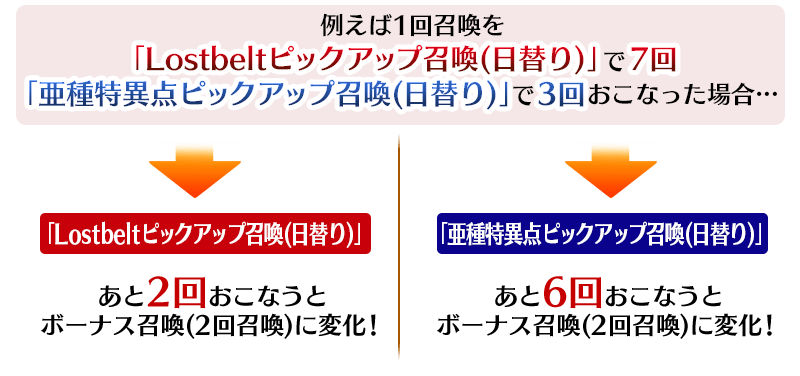 例えば1回召喚を
「Lostbeltピックアップ召喚(日替り)」で7回
「亜種特異点ピックアップ召喚(日替り)」で3回おこなった場合…
「Lostbeltピックアップ召喚(日替り)」
あと2回おこなうと
ボーナス召喚(2回召喚)に変化!
「亜種特異点ピックアップ召喚(日替り)」
あと6回おこなうと
ボーナス召喚(2回召喚)に変化!